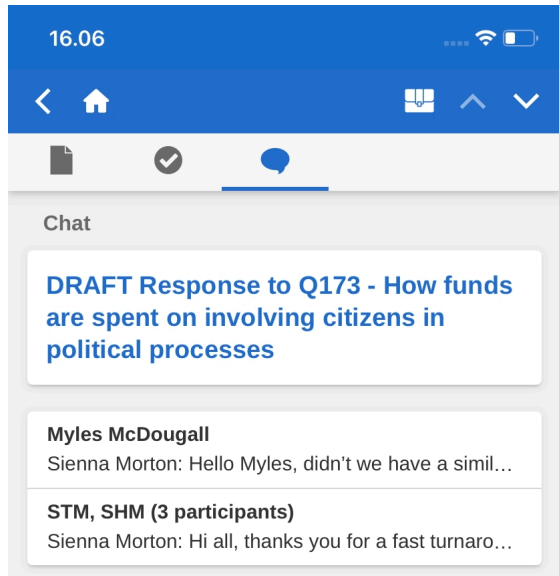 16.06
Chat
DRAFT Response to Q173 - How funds
are spent on involving citizens in
political processes
Myles McDougall
Sienna Morton: Hello Myles, didn’t we have a simil...
STM, SHM (3 participants)
Sienna Morton: Hi all, thanks you for a fast turnaro...